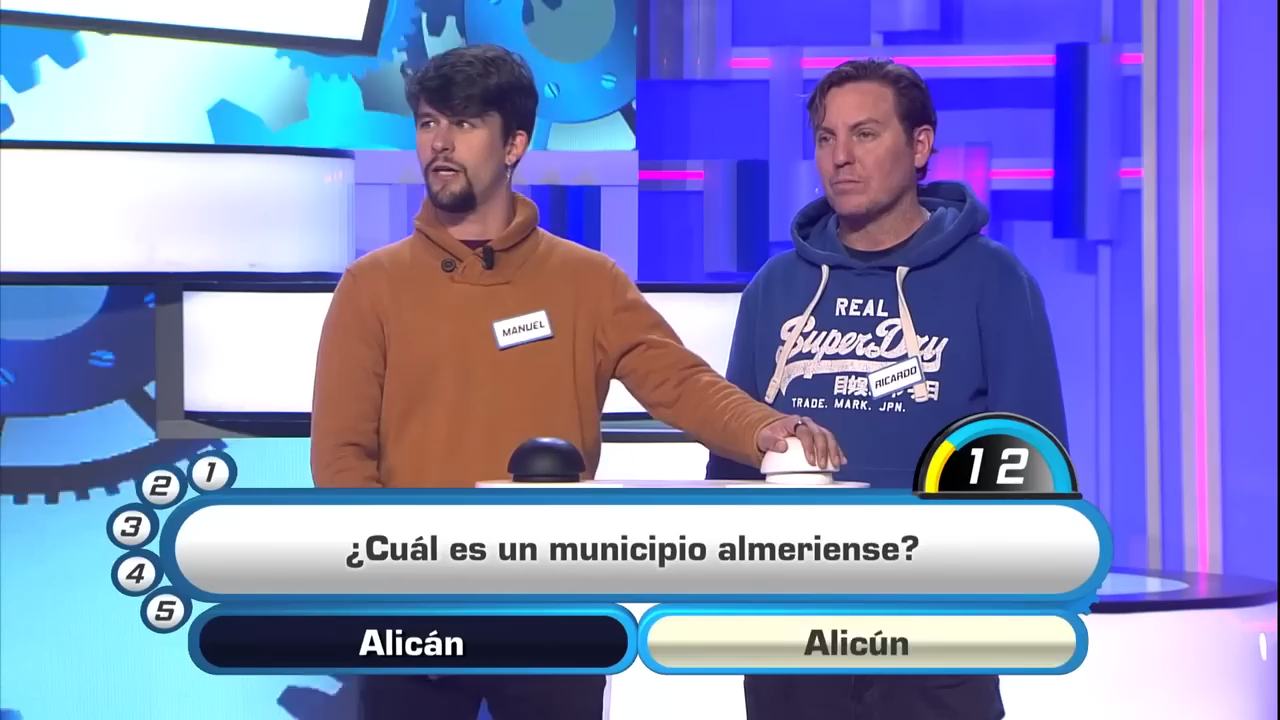 MANUEL
REAL
SuperDry
RICARDO
TRADE. MARK. JPN.
12
1
2
3
4
5
¿Cuál es un municipio almeriense?
Alicán
Alicún